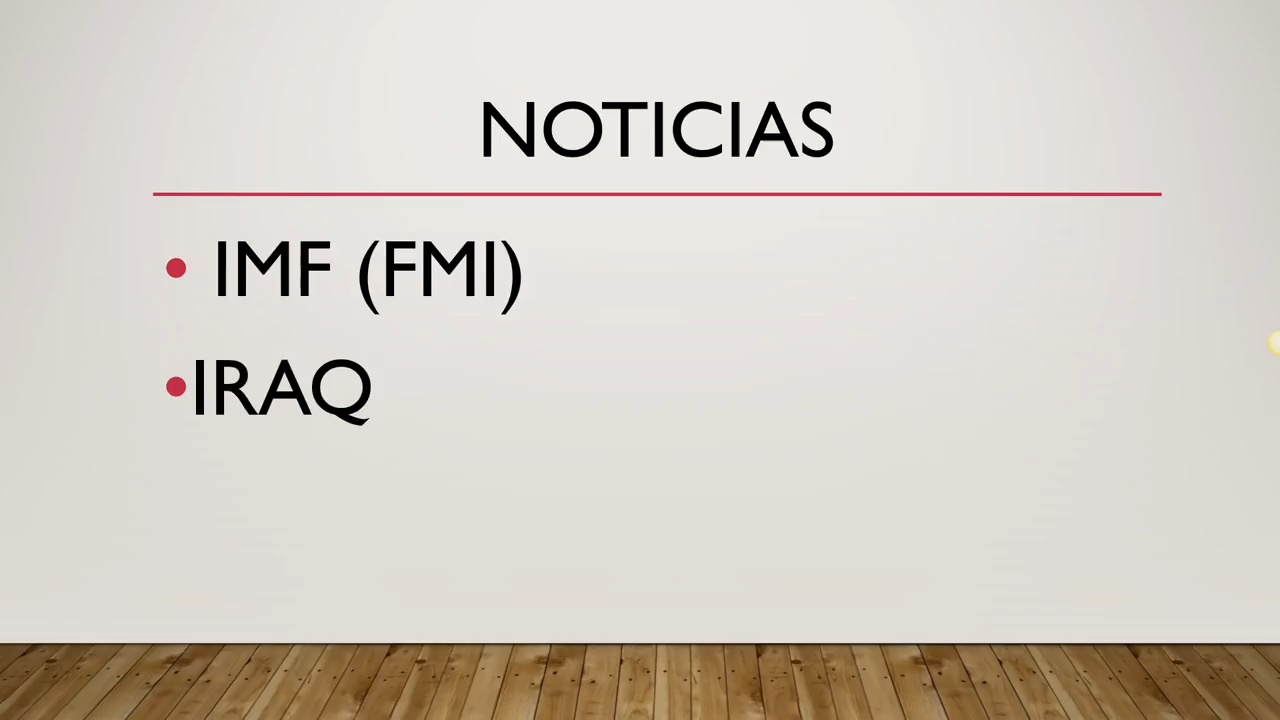 NOTICIAS
• IMF (FMI)
•IRAQ